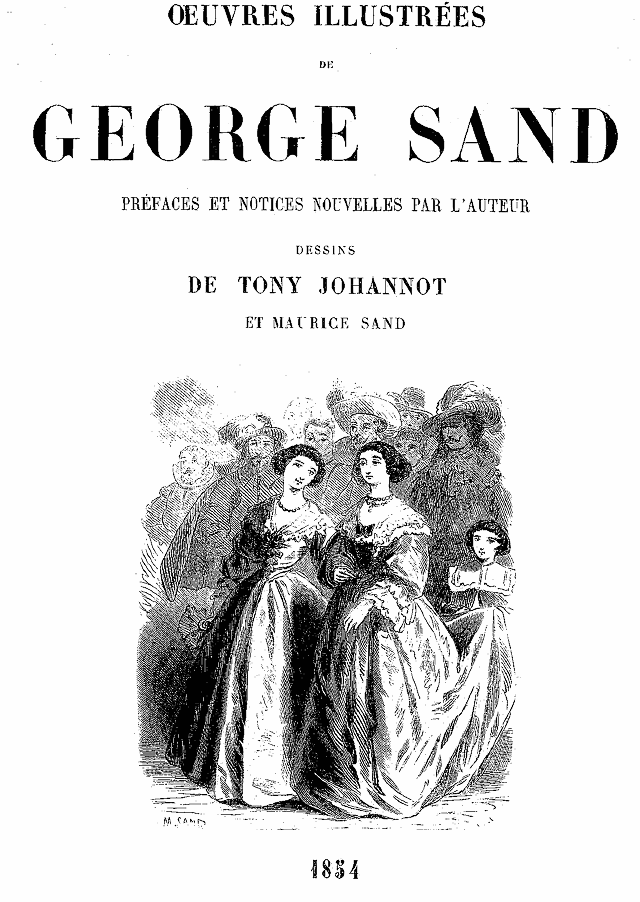 OEUVRES ILLUSTRÉES
DE
GEORGE SAND
PRÉFACES ET NOTICES NOUVELLES PAR L'AUTEUR
DESSINS
DE TONY JOHANNOT
ET MAURICE SAND
M. SAND
1854